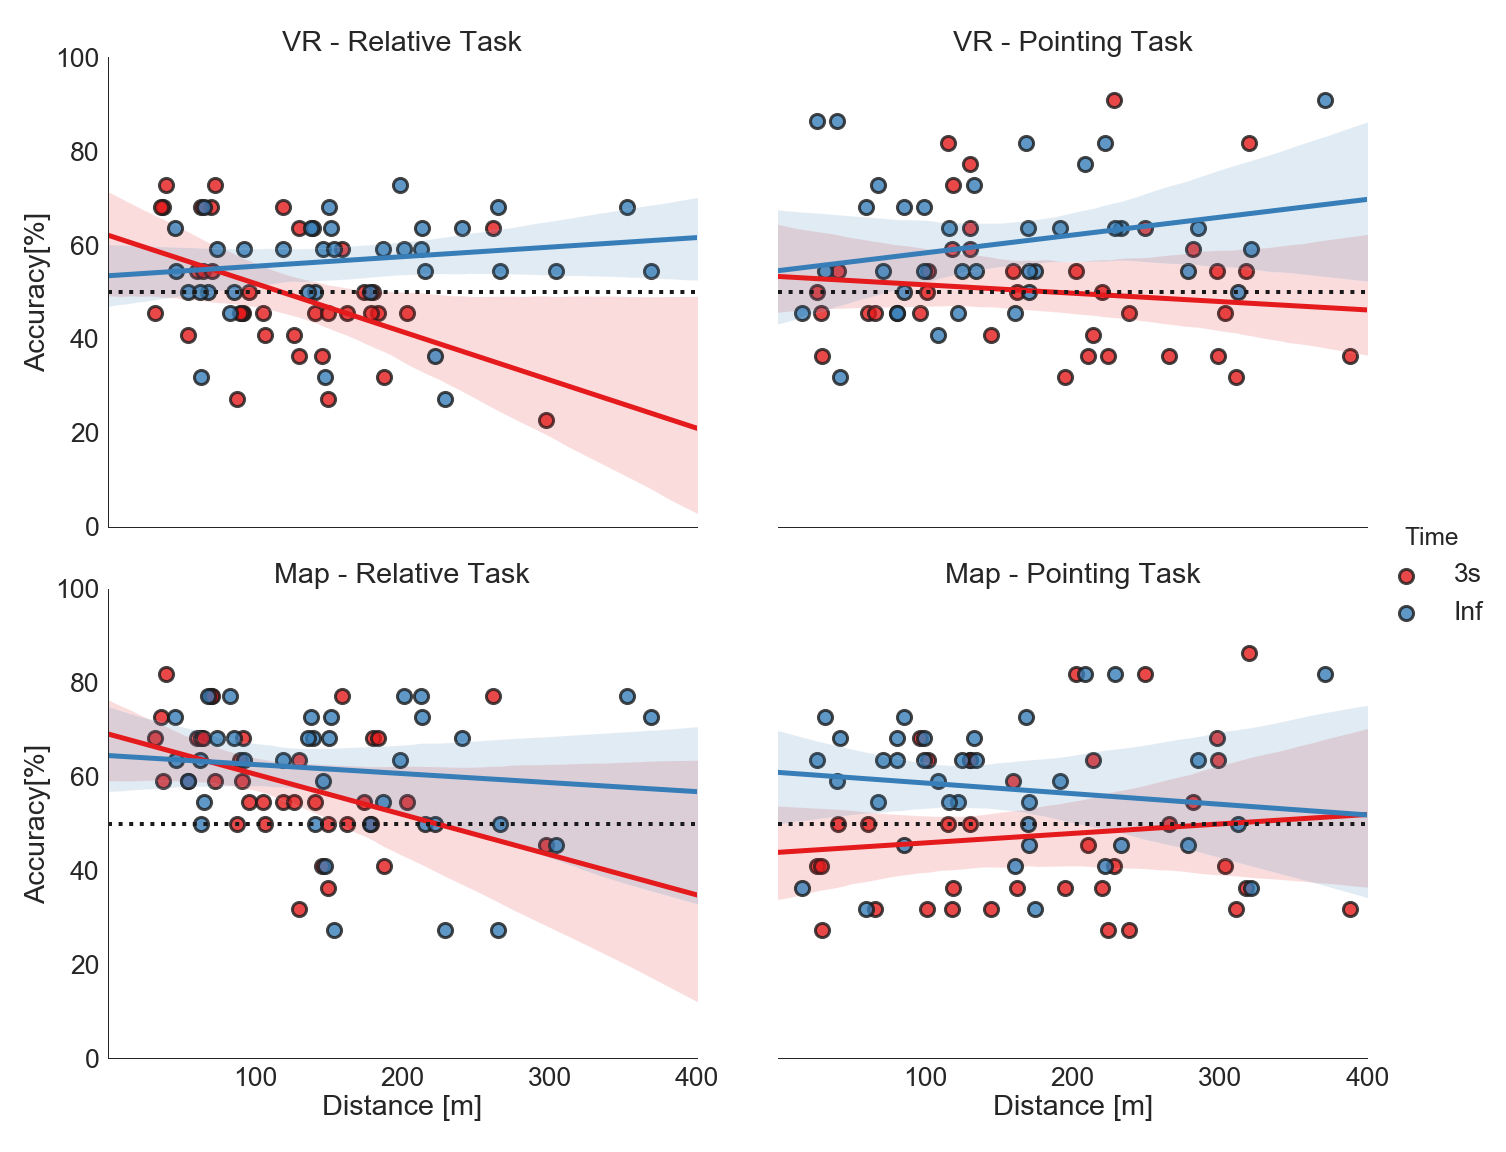 VR - Relative Task
VR - Pointing Task
100
80
60
40
20
0
Accuracy[%]
Time
3s
Inf
Map - Relative Task
Map - Pointing Task
100
80
60
40
20
0
Accuracy[%]
100 200 300 400
100 200 300 400
Distance [m]
Distance [m]